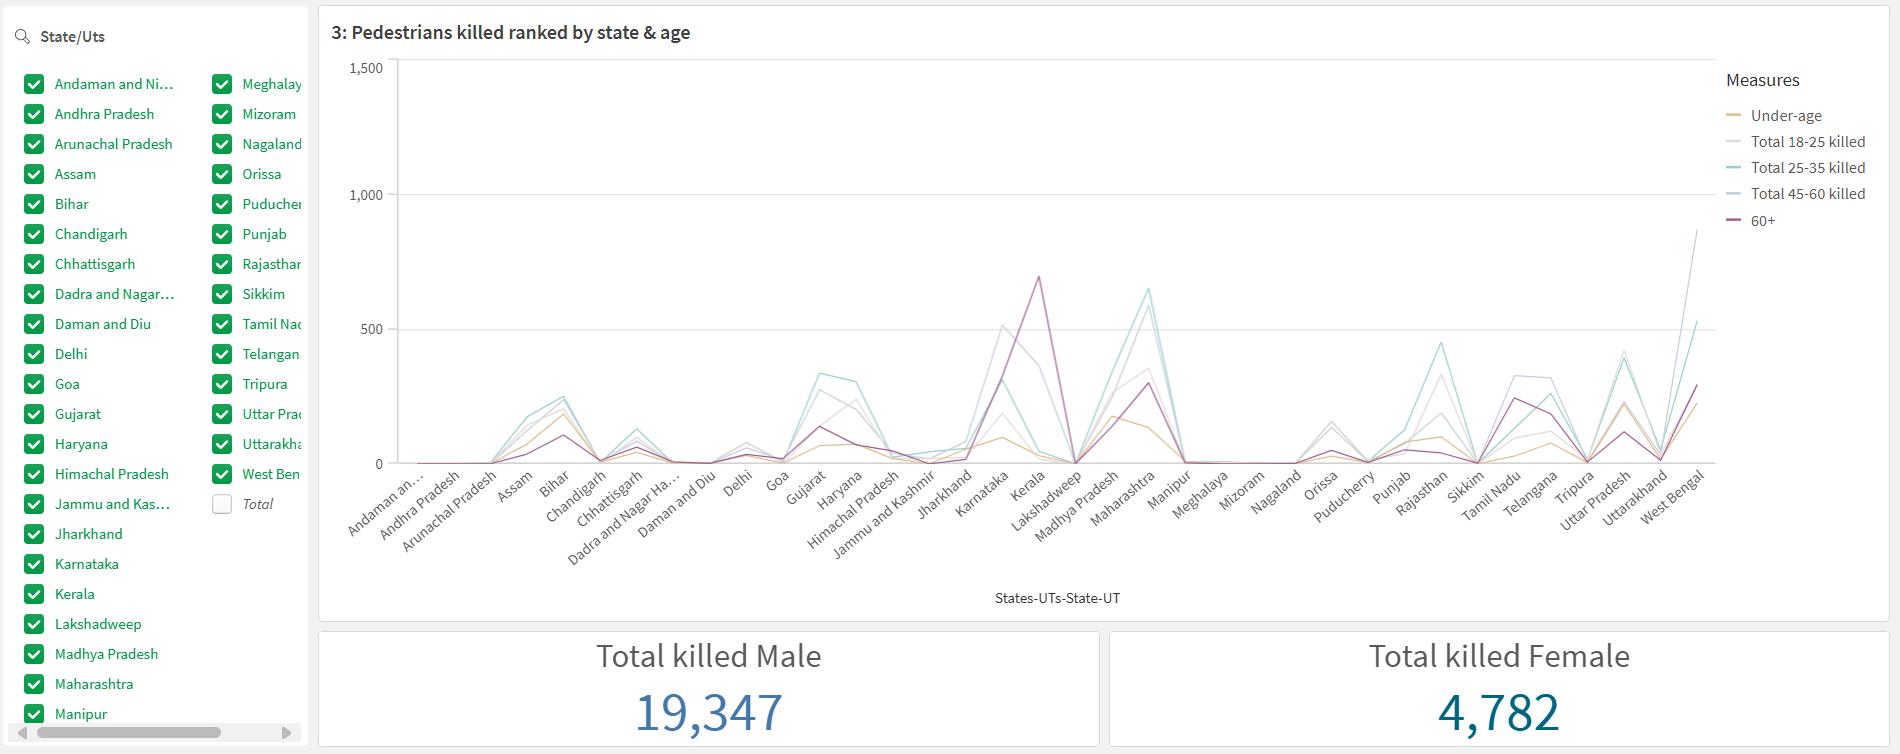 State/Uts
Andaman and Ni...
Andhra Pradesh
Arunachal Pradesh
Assam
Bihar
Chandigarh
Chhattisgarh
Dadra and Nagar...
Daman and Diu
Delhi
Goa
Gujarat
Haryana
Himachal Pradesh
Jammu and Kas...
Jharkhand
Karnataka
Kerala
Lakshadweep
Madhya Pradesh
Maharashtra
Manipur
Meghalay
Mizoram
Nagaland
Orissa
Puducher
Punjab
Rajasthan
Sikkim
Tamil Nad
Telangan
Tripura
Uttar Prad
Uttarakha
West Ben
Total
3: Pedestrians killed ranked by state & age
1,500
1,000
500
0
Andaman an...
Andhra Pradesh
Arunachal Pradesh
Assam
Bihar
Chandigarh
Chhattisgarh
Dadra and Nagar Ha...
Daman and Diu
Delhi
Goa
Gujarat
Haryana
Himachal Pradesh
Jammu and Kashmir
Jharkhand
Karnataka
Kerala
Lakshadweep
Madhya Pradesh
Maharashtra
Manipur
Meghalaya
Mizoram
Nagaland
Orissa
Puducherry
Punjab
Rajasthan
Sikkim
Tamil Nadu
Telangana
Tripura
Uttar Pradesh
Uttarakhand
West Bengal
States-UTs-State-UT
Measures
Under-age
Total 18-25 killed
Total 25-35 killed
Total 45-60 killed
60+
Total killed Male
19,347
Total killed Female
4,782